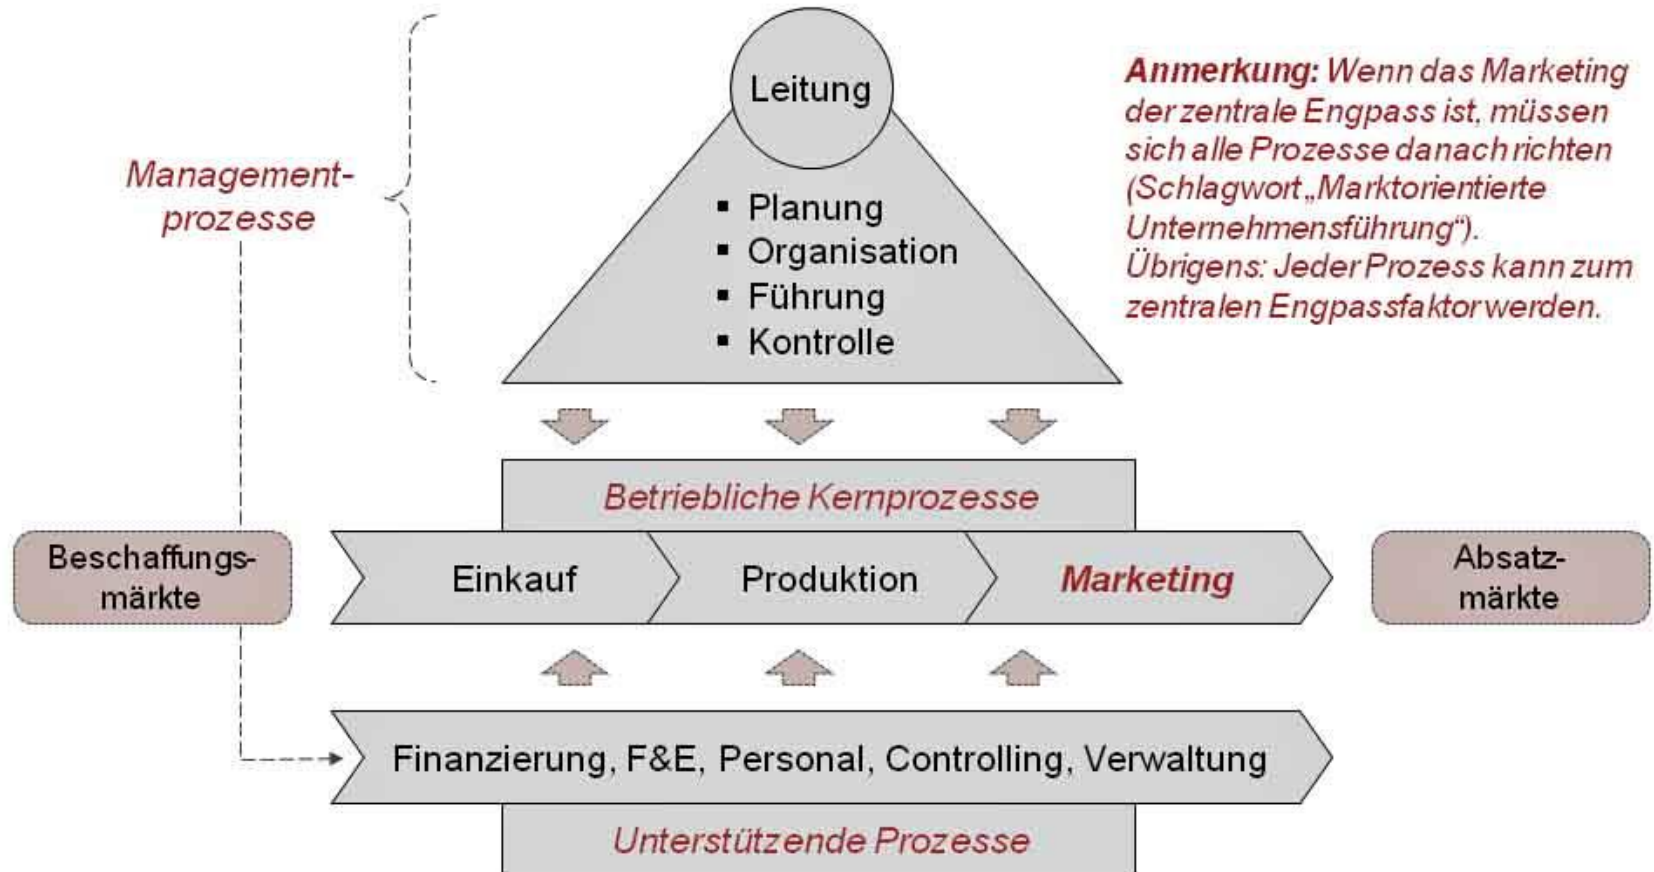 Leitung
Management-
prozesse
▪ Planung
▪ Organisation
▪ Führung
▪ Kontrolle
Anmerkung: Wenn das Marketing
der zentrale Engpass ist, müssen
sich alle Prozesse danach richten
(Schlagwort „Marktorientierte
Unternehmensführung“).
Übrigens: Jeder Prozess kann zum
zentralen Engpassfaktor werden.
Betriebliche Kernprozesse
Beschaffungs-
märkte
Einkauf
Produktion
Marketing
Absatz-
märkte
Finanzierung, F&E, Personal, Controlling, Verwaltung
Unterstützende Prozesse